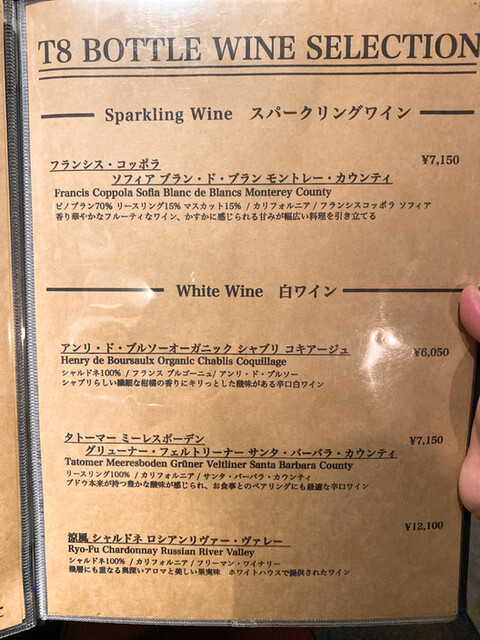 T8 BOTTLE WINE SELECTION
Sparkling Wine スパークリングワイン
フランシス・コッポラ ¥7,150
ソフィア ブラン・ド・ブラン モントレー・カウンティ
Francis Coppola Sofia Blanc de Blancs Monterey County
ピノブラン70% リースリング15% マスカット15% / カリフォルニア / フランシスコッポラ ソフィア
香り華やかなフルーティなワイン、かすかに感じられる甘みが幅広い料理を引き立てる
White Wine 白ワイン
アンリ・ド・ブルソーオーガニック シャブリ コキアージュ ¥6,050
Henry de Boursaulx Organic Chablis Coquillage
シャルドネ100% / フランス ブルゴーニュ/ アンリ・ド・ブルソー
シャブリらしい繊細な柑橘の香りにキリっとした酸味がある辛口白ワイン
タトーマー ミーレスボーデン ¥7,150
グリューナー・フェルトリーナー サンタ・バーバラ・カウンティ
Tatomer Meeresboden Grüner Veltliner Santa Barbara County
リースリング100% / カリフォルニア / サンタ・バーバラ
ブドウ本来が持つ豊かな酸味が感じられ、お食事とのペアリングにも最適な辛口ワイン
¥12,100
涼風 シャルドネ ロシアンリヴァー・ヴァレー
Ryo-Fu Chardonnay Russian River Valley
シャルドネ100% / カリフォルニア / フリーマン・ワイナリー
幾層にも重なる奥深いアロマと美しい果実味 ホワイトハウスで提供されたワイン